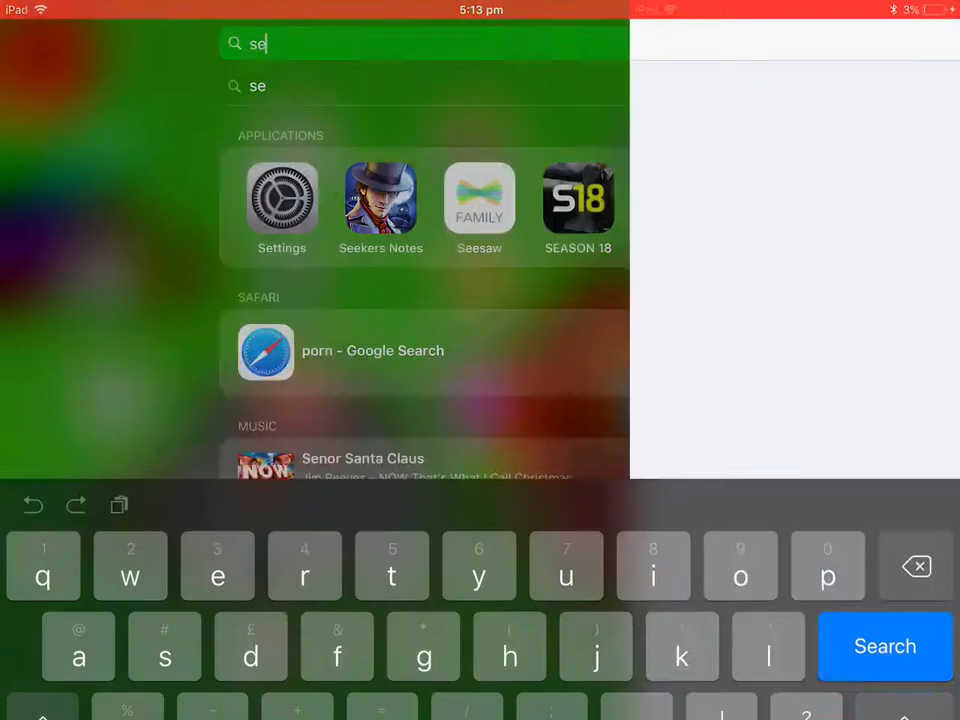 iPad 5:13 pm 3%
se
se
APPLICATIONS
FAMILY S18
Settings Seekers Notes Seesaw SEASON 18
SAFARI
porn - Google Search
MUSIC
NOW Senor Santa Claus
Jim Reeves – NOW That's What I Call Christmas
1 2 3 4 5 6 7 8 9 0
q w e r t y u i o p
@ # £ & * ( ) ' "
a s d f g h j k l Search
% - + = / ; : ! ?